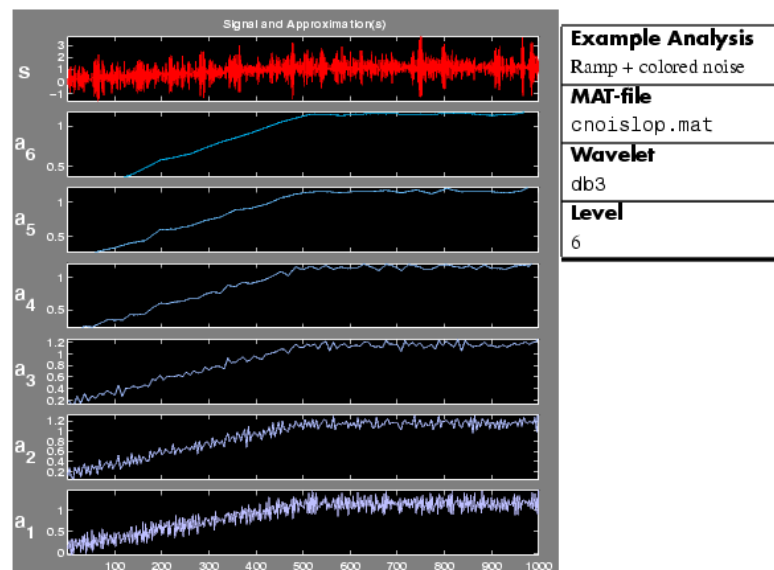 Signal and Approximation(s)
s
3
2
1
0
−1
a6
1
0.5
a5
1
0.5
a4
1
0.5
a3
1.2
1
0.8
0.6
0.4
0.2
a2
1.2
1
0.8
0.6
0.4
0.2
a1
1
0.5
0
100 200 300 400 500 600 700 800 900 1000
Example Analysis
Ramp + colored noise
MAT-file
cnoislop.mat
Wavelet
db3
Level
6